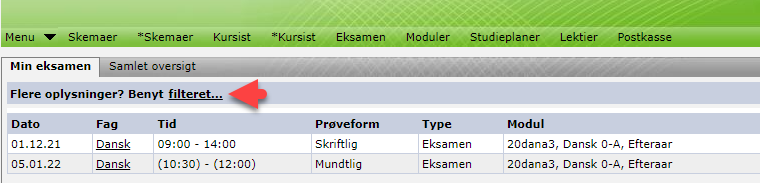 Menu Skemaer *Skemaer Kursist *Kursist Eksamen Moduler Studieplaner Lektier Postkasse
Min eksamen Samlet oversigt
Flere oplysninger? Benyt filteret...
Dato Fag Tid Prøveform Type Modul
01.12.21 Dansk 09:00 - 14:00 Skriftlig Eksamen 20dana3, Dansk 0-A, Efteraar
05.01.22 Dansk (10:30) - (12:00) Mundtlig Eksamen 20dana3, Dansk 0-A, Efteraar